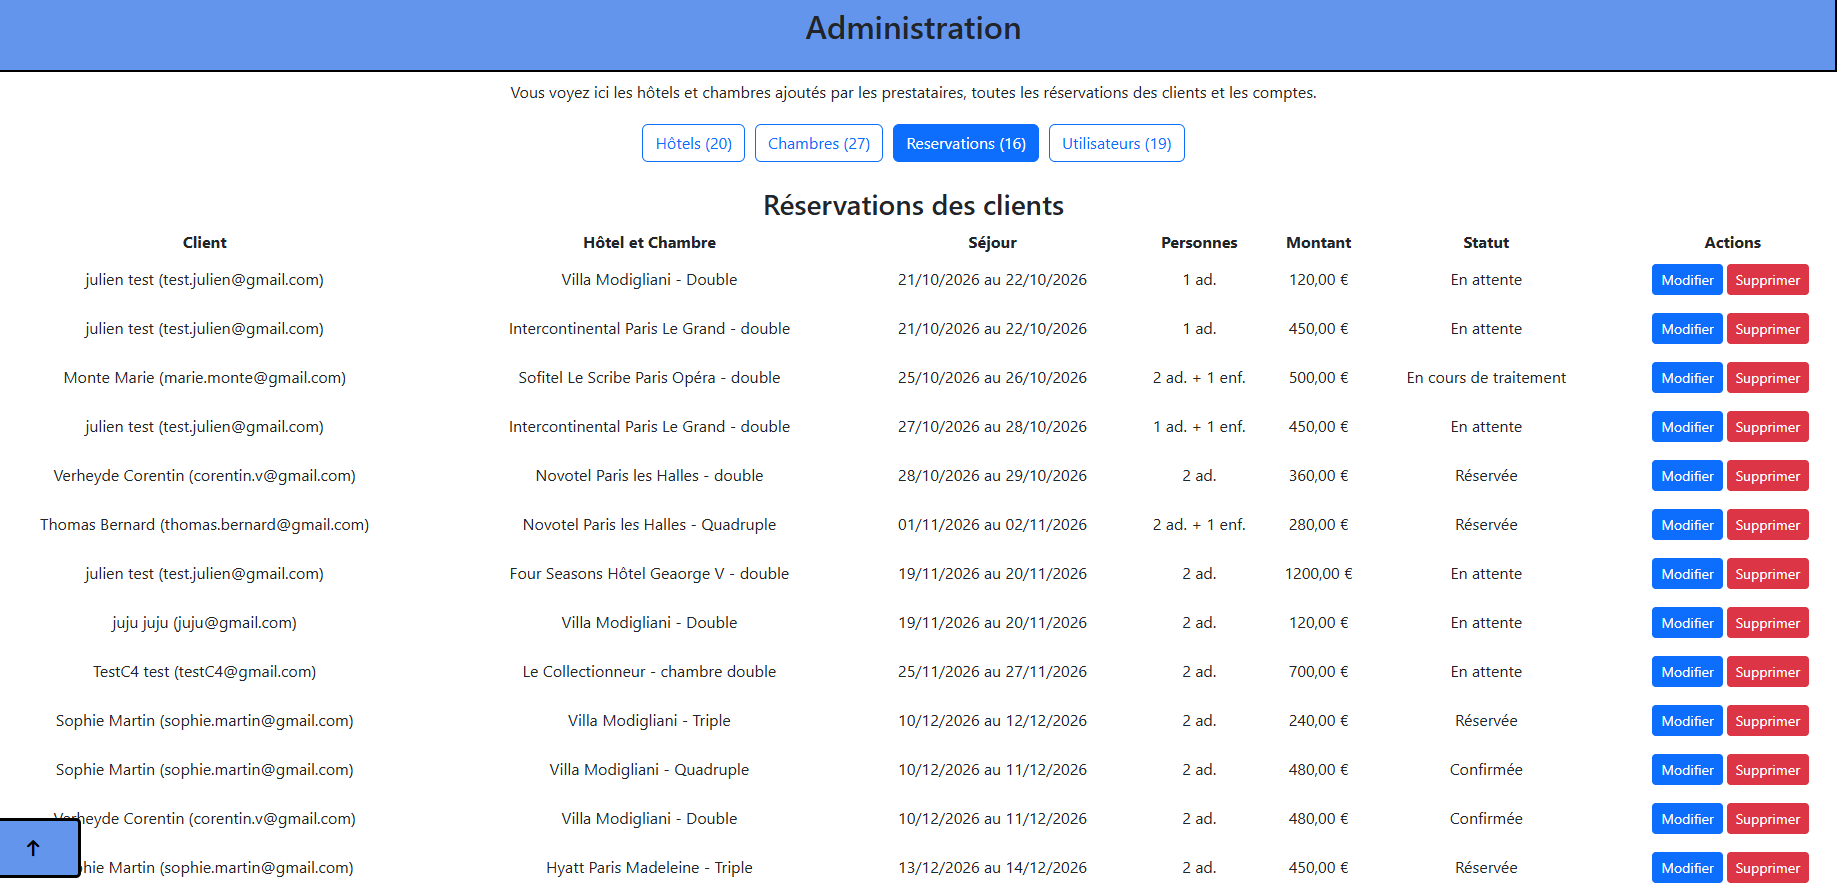 Administration
Vous voyez ici les hôtels et chambres ajoutés par les prestataires, toutes les réservations des clients et les comptes.
Hôtels (20) Chambres (27) Reservations (16) Utilisateurs (19)
Réservations des clients
Client Hôtel et Chambre Séjour Personnes Montant Statut Actions
julien test (test.julien@gmail.com) Villa Modigliani - Double 21/10/2026 au 22/10/2026 1 ad. 120,00 € En attente Modifier Supprimer
julien test (test.julien@gmail.com) Intercontinental Paris Le Grand - double 21/10/2026 au 22/10/2026 1 ad. 450,00 € En attente Modifier Supprimer
Monte Marie (marie.monte@gmail.com) Sofitel Le Scribe Paris Opéra - double 25/10/2026 au 26/10/2026 2 ad. + 1 enf. 500,00 € En cours de traitement Modifier Supprimer
julien test (test.julien@gmail.com) Intercontinental Paris Le Grand - double 27/10/2026 au 28/10/2026 1 ad. + 1 enf. 450,00 € En attente Modifier Supprimer
Verheyde Corentin (corentin.v@gmail.com) Novotel Paris les Halles - double 28/10/2026 au 29/10/2026 2 ad. 360,00 € Réservée Modifier Supprimer
Thomas Bernard (thomas.bernard@gmail.com) Novotel Paris les Halles - Quadruple 01/11/2026 au 02/11/2026 2 ad. + 1 enf. 280,00 € Réservée Modifier Supprimer
julien test (test.julien@gmail.com) Four Seasons Hôtel Geaorge V - double 19/11/2026 au 20/11/2026 2 ad. 1200,00 € En attente Modifier Supprimer
juju juju (juju@gmail.com) Villa Modigliani - Double 19/11/2026 au 20/11/2026 2 ad. 120,00 € En attente Modifier Supprimer
TestC4 test (testC4@gmail.com) Le Collectionneur - chambre double 25/11/2026 au 27/11/2026 2 ad. 700,00 € En attente Modifier Supprimer
Sophie Martin (sophie.martin@gmail.com) Villa Modigliani - Triple 10/12/2026 au 12/12/2026 2 ad. 240,00 € Réservée Modifier Supprimer
Sophie Martin (sophie.martin@gmail.com) Villa Modigliani - Quadruple 10/12/2026 au 11/12/2026 2 ad. 480,00 € Confirmée Modifier Supprimer
Verheyde Corentin (corentin.v@gmail.com) Villa Modigliani - Double 10/12/2026 au 11/12/2026 2 ad. 480,00 € Confirmée Modifier Supprimer
hie Martin (sophie.martin@gmail.com) Hyatt Paris Madeleine - Triple 13/12/2026 au 14/12/2026 2 ad. 450,00 € Réservée Modifier Supprimer